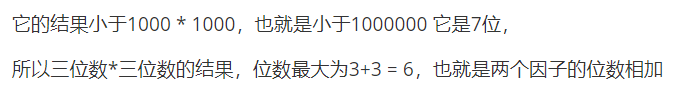 它的结果小于1000 * 1000，也就是小于1000000 它是7位，
所以三位数*三位数的结果，位数最大为3+3 = 6，也就是两个因子的位数相加